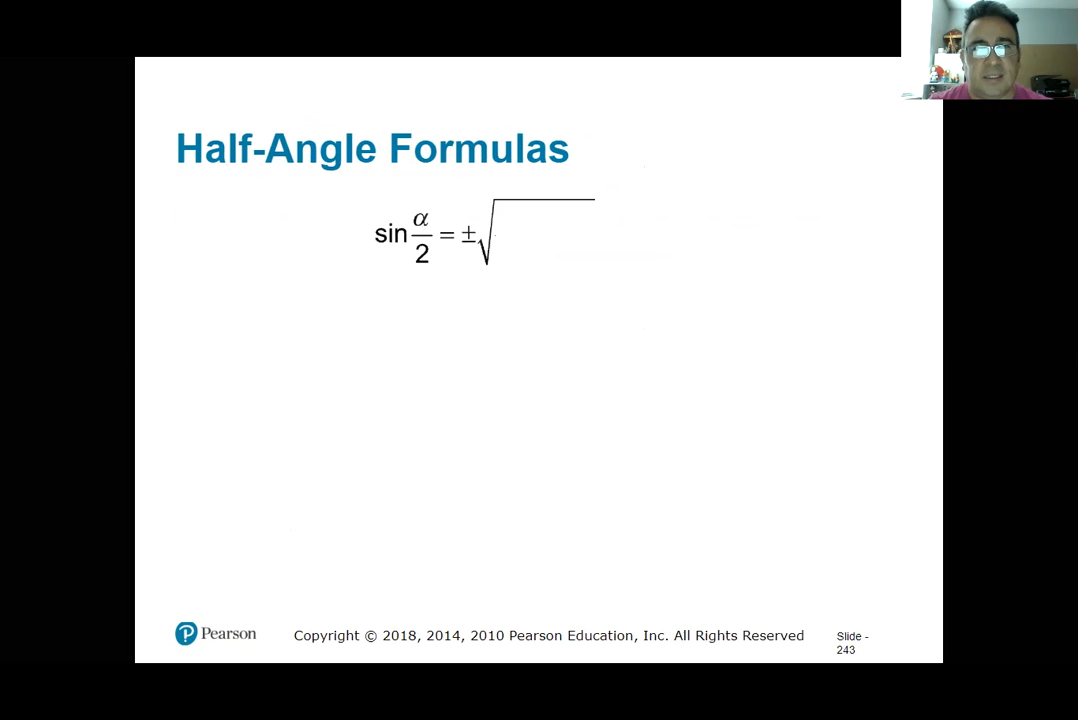 Half-Angle Formulas
sin α/2 = ±√
Pearson
Copyright © 2018, 2014, 2010 Pearson Education, Inc. All Rights Reserved
Slide -
243